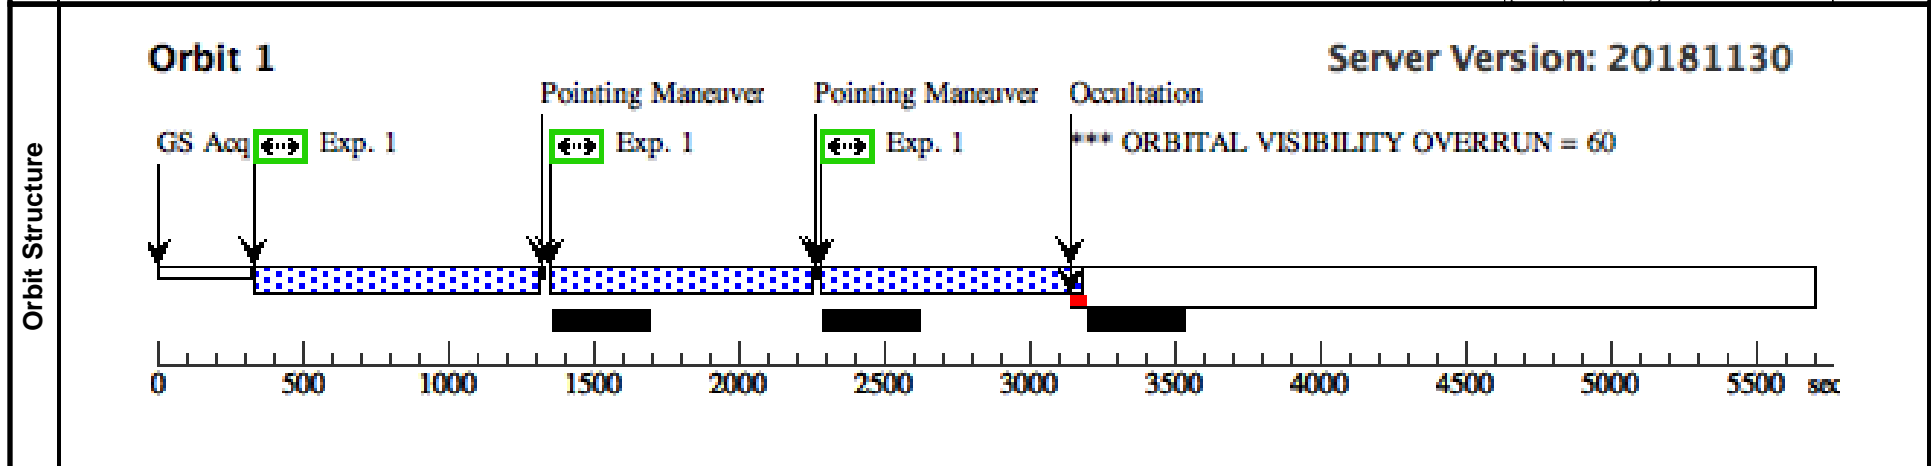 Orbit 1
Server Version: 20181130
Pointing Maneuver
Pointing Maneuver
Occultation
GS Acq
Exp. 1
Exp. 1
Exp. 1
*** ORBITAL VISIBILITY OVERRUN = 60
Orbit Structure
0 500 1000 1500 2000 2500 3000 3500 4000 4500 5000 5500 sec